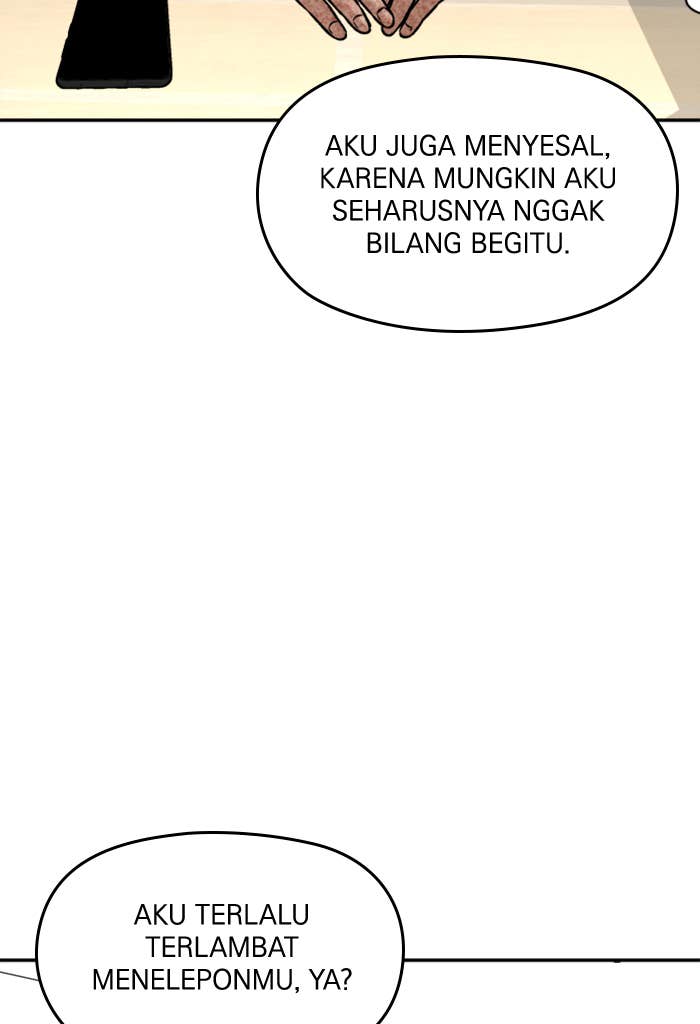 AKU JUGA MENYESAL,
KARENA MUNGKIN AKU
SEHARUSNYA NGGAK
BILANG BEGITU.
AKU TERLALU
TERLAMBAT
MENELEPONMU, YA?